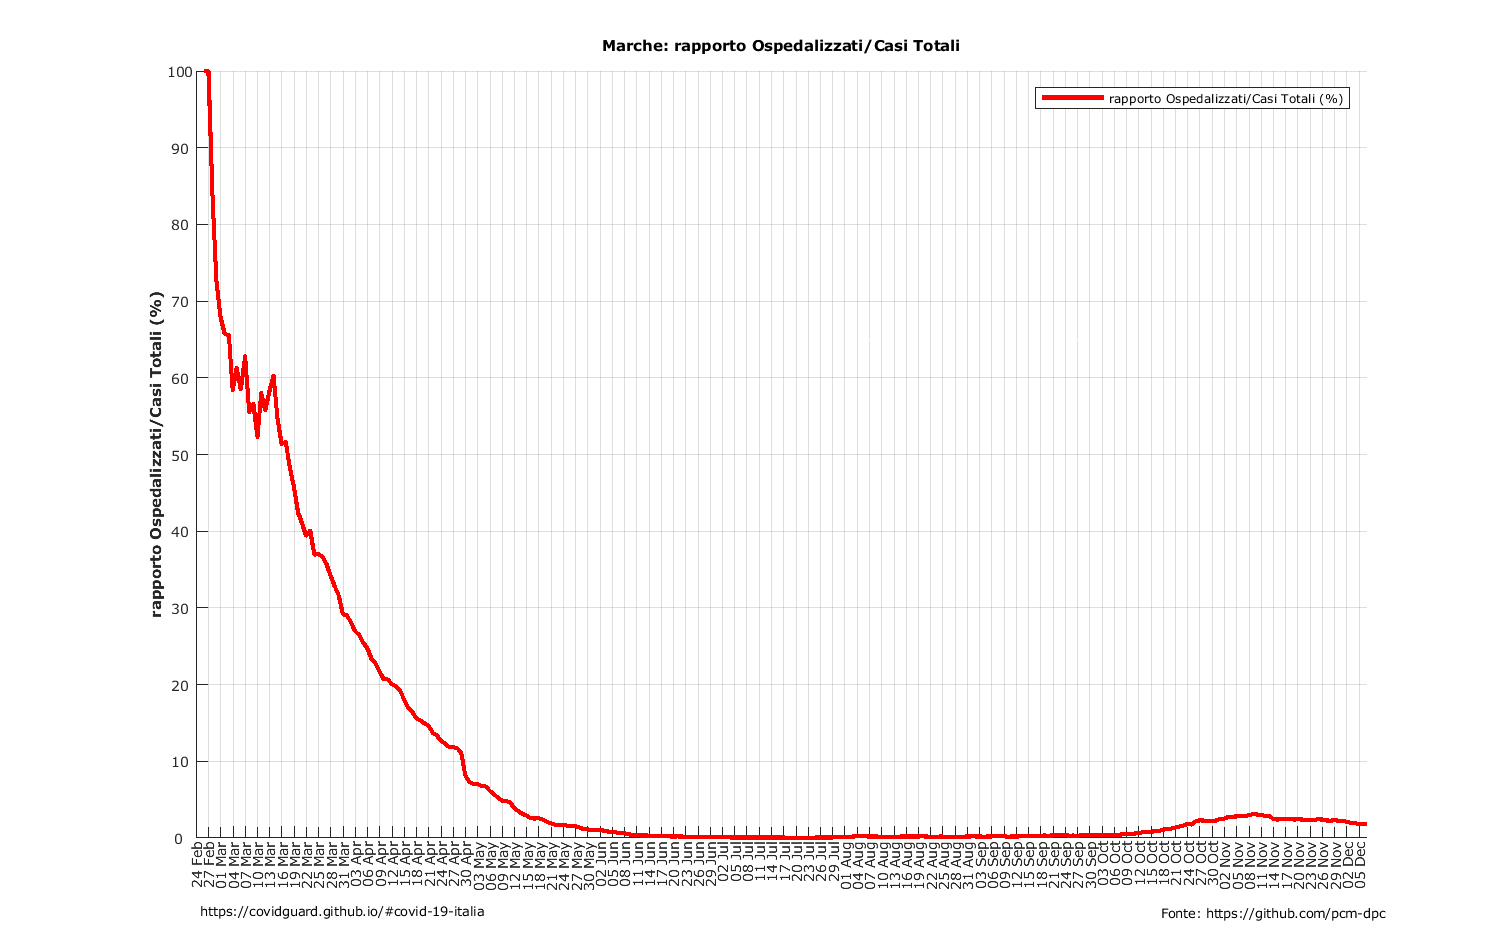 Marche: rapporto Ospedalizzati/Casi Totali
rapporto Ospedalizzati/Casi Totali (%)
rapporto Ospedalizzati/Casi Totali (%)
100
90
80
70
60
50
40
30
20
10
0
24 Feb
27 Feb
01 Mar
04 Mar
07 Mar
10 Mar
13 Mar
16 Mar
19 Mar
22 Mar
25 Mar
28 Mar
31 Mar
03 Apr
06 Apr
09 Apr
12 Apr
15 Apr
18 Apr
21 Apr
24 Apr
27 Apr
30 Apr
03 May
06 May
09 May
12 May
15 May
18 May
21 May
24 May
27 May
30 May
02 Jun
05 Jun
08 Jun
11 Jun
14 Jun
17 Jun
20 Jun
23 Jun
26 Jun
29 Jun
02 Jul
05 Jul
08 Jul
11 Jul
14 Jul
17 Jul
20 Jul
23 Jul
26 Jul
29 Jul
01 Aug
04 Aug
07 Aug
10 Aug
13 Aug
16 Aug
19 Aug
22 Aug
25 Aug
28 Aug
31 Aug
03 Sep
06 Sep
09 Sep
12 Sep
15 Sep
18 Sep
21 Sep
24 Sep
27 Sep
30 Sep
03 Oct
06 Oct
09 Oct
12 Oct
15 Oct
18 Oct
21 Oct
24 Oct
27 Oct
30 Oct
02 Nov
05 Nov
08 Nov
11 Nov
14 Nov
17 Nov
20 Nov
23 Nov
26 Nov
29 Nov
02 Dec
05 Dec
https://covidguard.github.io/#covid-19-italia
Fonte: https://github.com/pcm-dpc